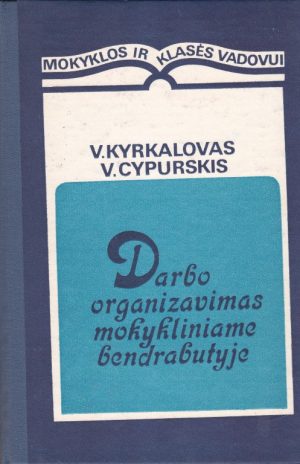 MOKYKLOS IR KLASĖS VADOVUI
V.KYRKALOVAS
V.CYPURSKIS
Darbo
organizavimas
mokykliniame
bendrabutyje